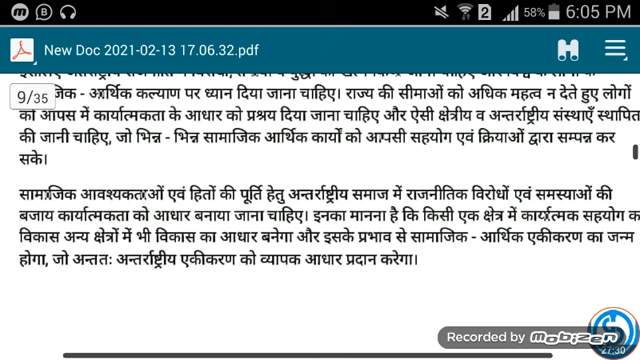 58% 6:05 PM
New Doc 2021-02-13 17.06.32.pdf
9/35
आर्थिक कल्याण पर ध्यान दिया जाना चाहिए। राज्य की सीमाओं को अधिक महत्व न देते हुए लोगों
को आपस में कार्यात्मकता के आधार को प्रश्रय दिया जाना चाहिए और ऐसी क्षेत्रीय व अन्तर्राष्ट्रीय संस्थाएँ स्थापित
की जानी चाहिए, जो भिन्न - भिन्न सामाजिक आर्थिक कार्यों को आपसी सहयोग एवं क्रियाओं द्वारा सम्पन्न कर
सके।
सामाजिक आवश्यकताओं एवं हितों की पूर्ति हेतु अन्तर्राष्ट्रीय समाज में राजनीतिक विरोधों एवं समस्याओं की
बजाय कार्यात्मकता को आधार बनाया जाना चाहिए। इनका मानना है कि किसी एक क्षेत्र में कार्यात्मक सहयोग का
विकास अन्य क्षेत्रों में भी विकास का आधार बनेगा और इसके प्रभाव से सामाजिक - आर्थिक एकीकरण का जन्म
होगा, जो अन्ततः अन्तर्राष्ट्रीय एकीकरण को व्यापक आधार प्रदान करेगा।
Recorded by Mobizen
27:30